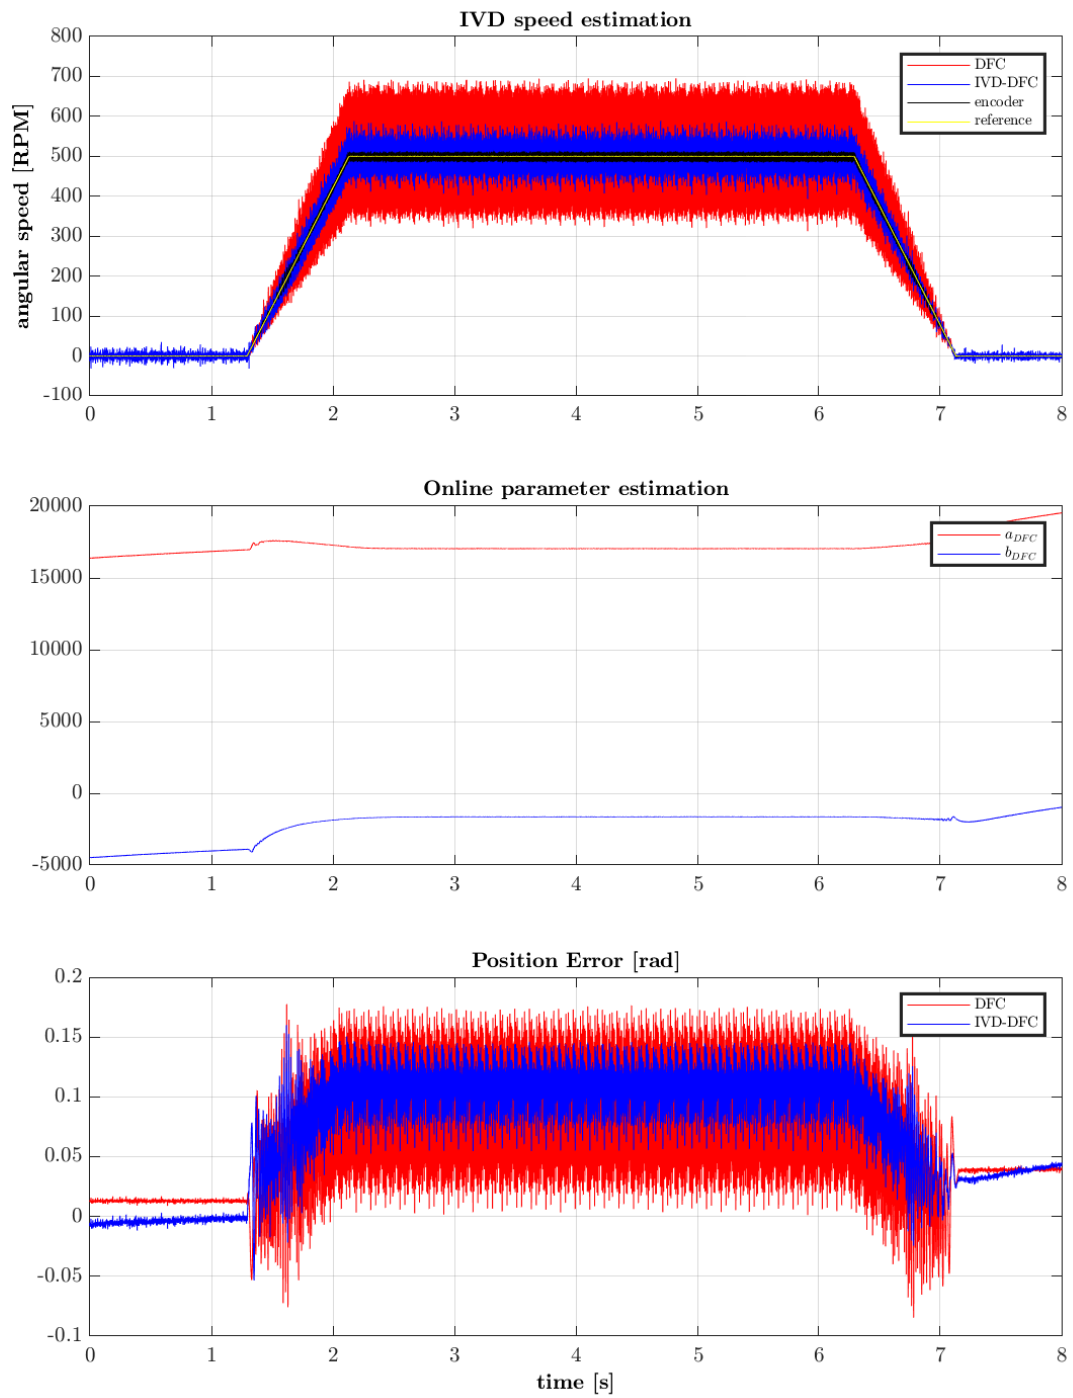 IVD speed estimation
800
700
600
500
400
300
200
100
0
-100
angular speed [RPM]
DFC
IVD-DFC
encoder
reference
0 1 2 3 4 5 6 7 8
Online parameter estimation
20000
15000
10000
5000
0
-5000
a_DFC
b_DFC
0 1 2 3 4 5 6 7 8
Position Error [rad]
0.2
0.15
0.1
0.05
0
-0.05
-0.1
DFC
IVD-DFC
0 1 2 3 4 5 6 7 8
time [s]